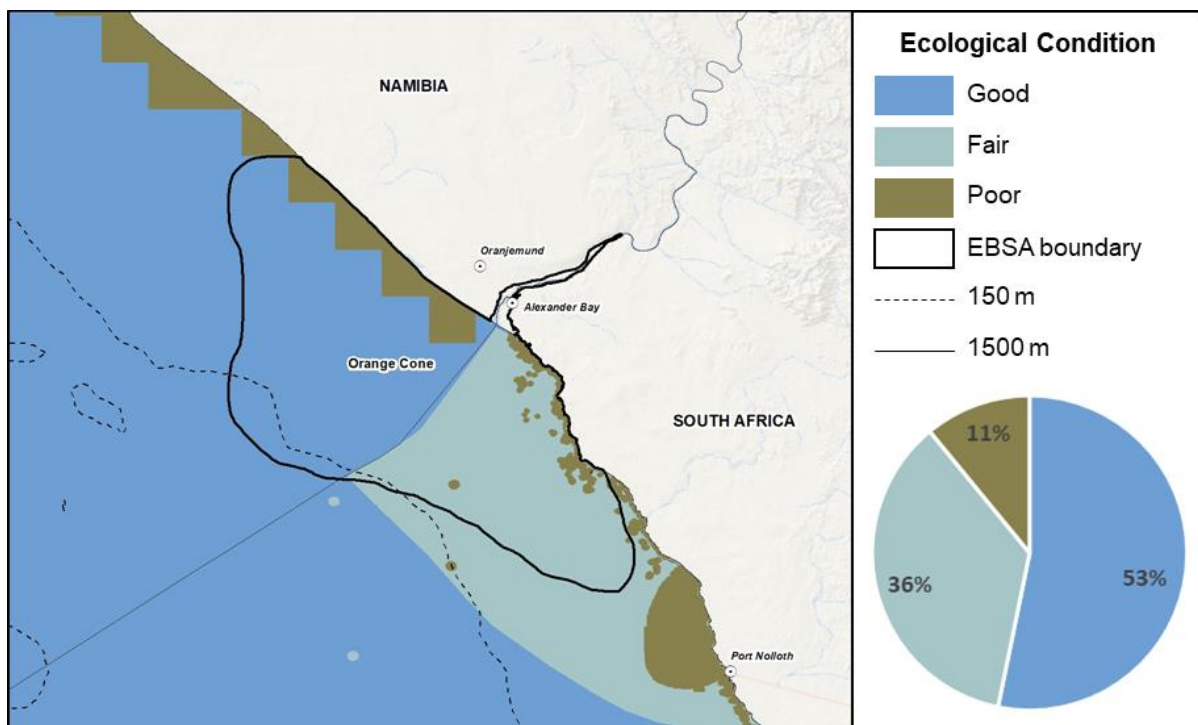 NAMIBIA
Oranjemund
Alexander Bay
Orange Cone
SOUTH AFRICA
Port Nolloth
Ecological Condition
Good
Fair
Poor
EBSA boundary
150 m
1500 m
11%
36%
53%